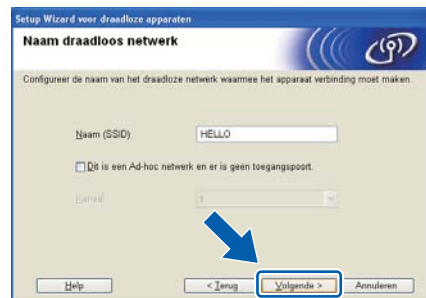 Setup Wizard voor draadloze apparaten
Naam draadloos netwerk
Configureer de naam van het draadloze netwerk waarmee het apparaat verbinding moet maken.
Naam (SSID) HELLO
Dit is een Ad-hoc netwerk en er is geen toegangspoort.
Kanaal 1
Help < Terug Volgende > Annuleren